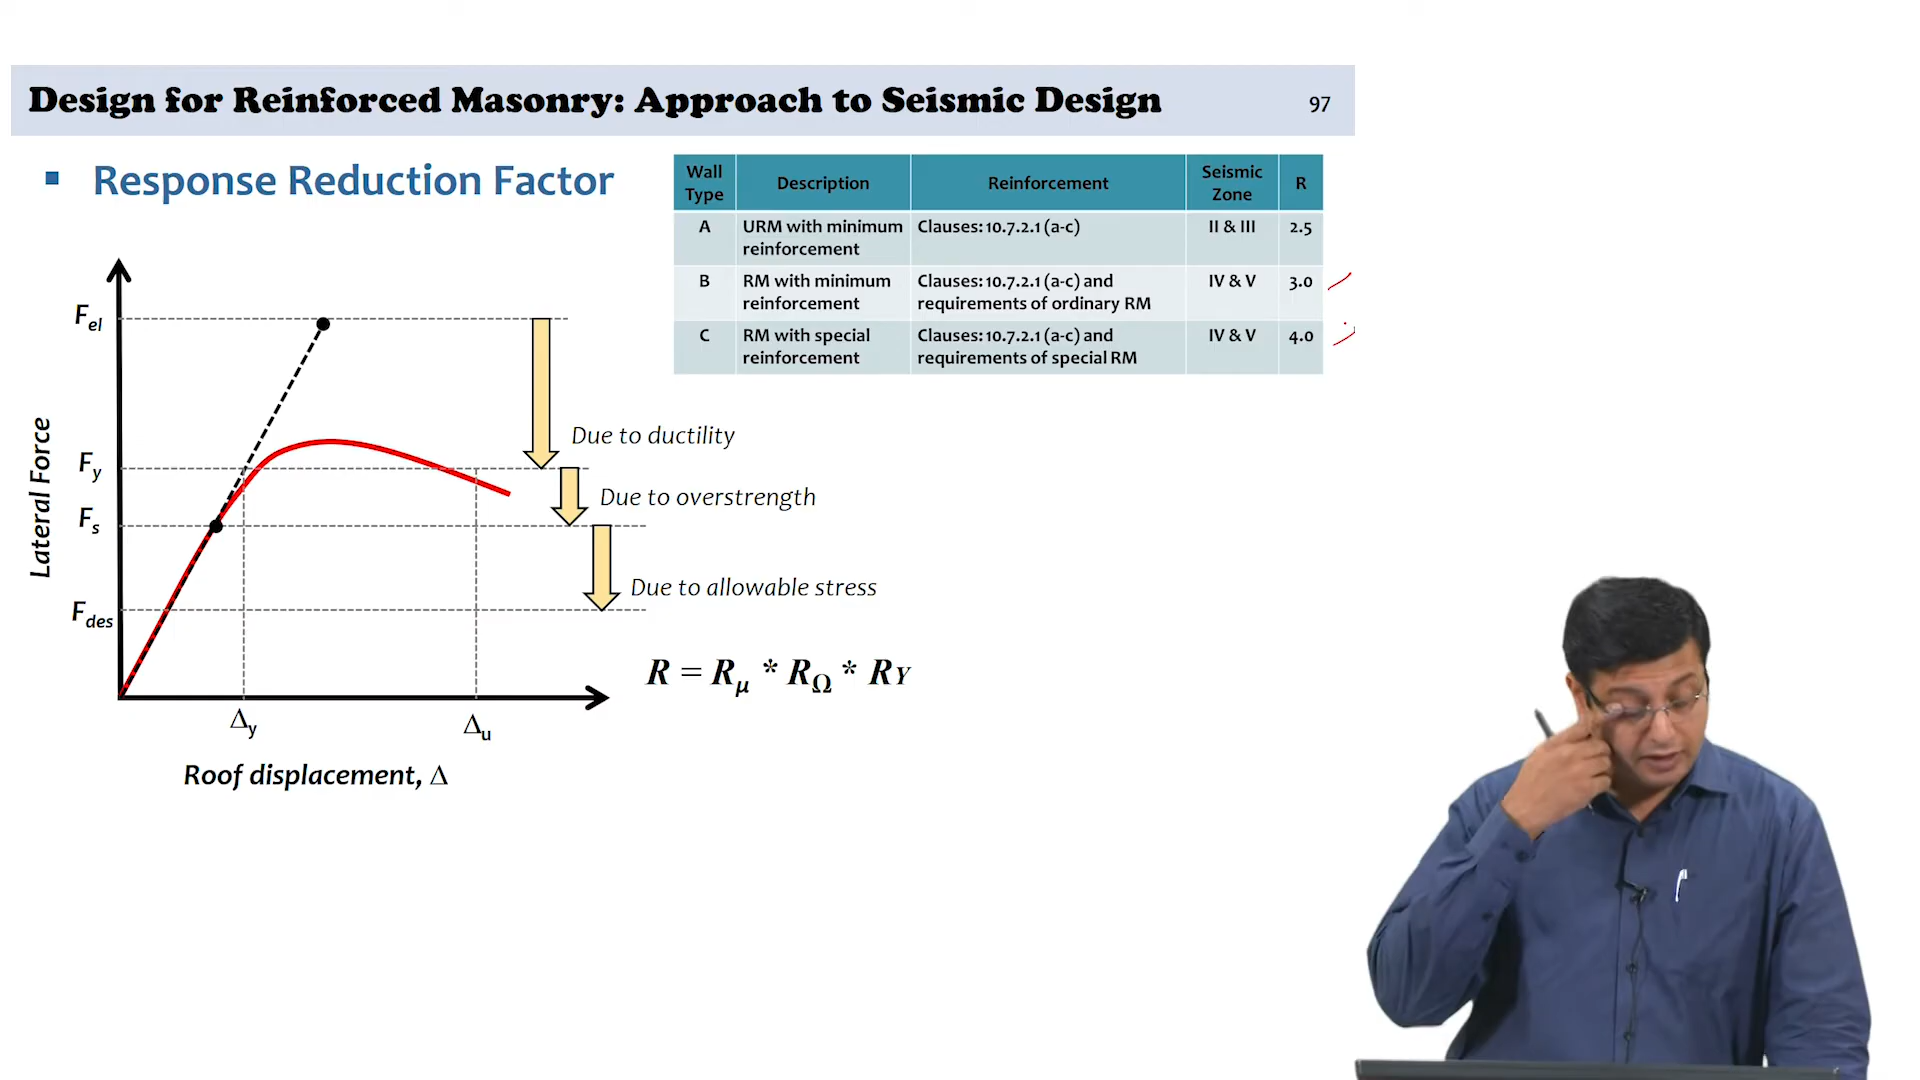 Design for Reinforced Masonry: Approach to Seismic Design
97
▪ Response Reduction Factor
Wall Type Description Reinforcement Seismic Zone R
A URM with minimum reinforcement Clauses: 10.7.2.1 (a-c) II & III 2.5
B RM with minimum reinforcement Clauses: 10.7.2.1 (a-c) and requirements of ordinary RM IV & V 3.0
C RM with special reinforcement Clauses: 10.7.2.1 (a-c) and requirements of special RM IV & V 4.0
Lateral Force
Fel
Fy
Fs
Fdes
Due to ductility
Due to overstrength
Due to allowable stress
R = Rμ * RΩ * RY
Δy
Δu
Roof displacement, Δ